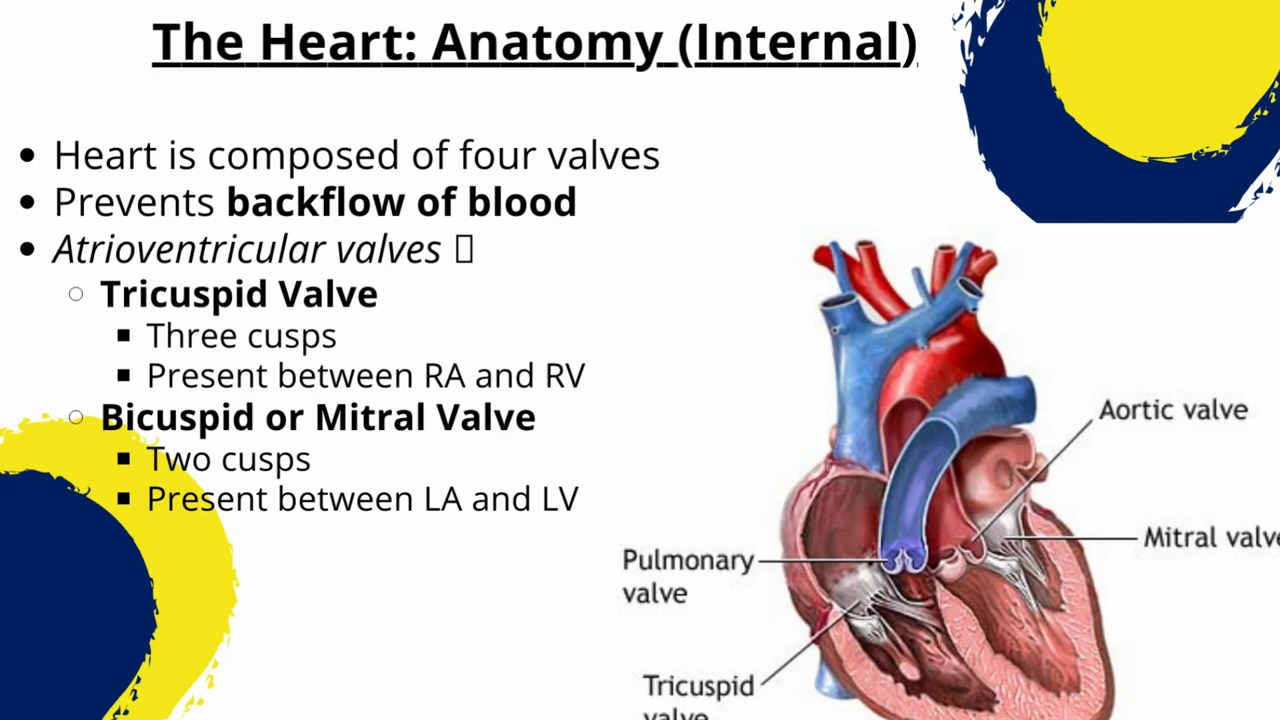 The Heart: Anatomy (Internal)
• Heart is composed of four valves
• Prevents backflow of blood
• Atrioventricular valves
○ Tricuspid Valve
■ Three cusps
■ Present between RA and RV
○ Bicuspid or Mitral Valve
■ Two cusps
■ Present between LA and LV
Aortic valve
Mitral valve
Pulmonary
valve
Tricuspid
valve